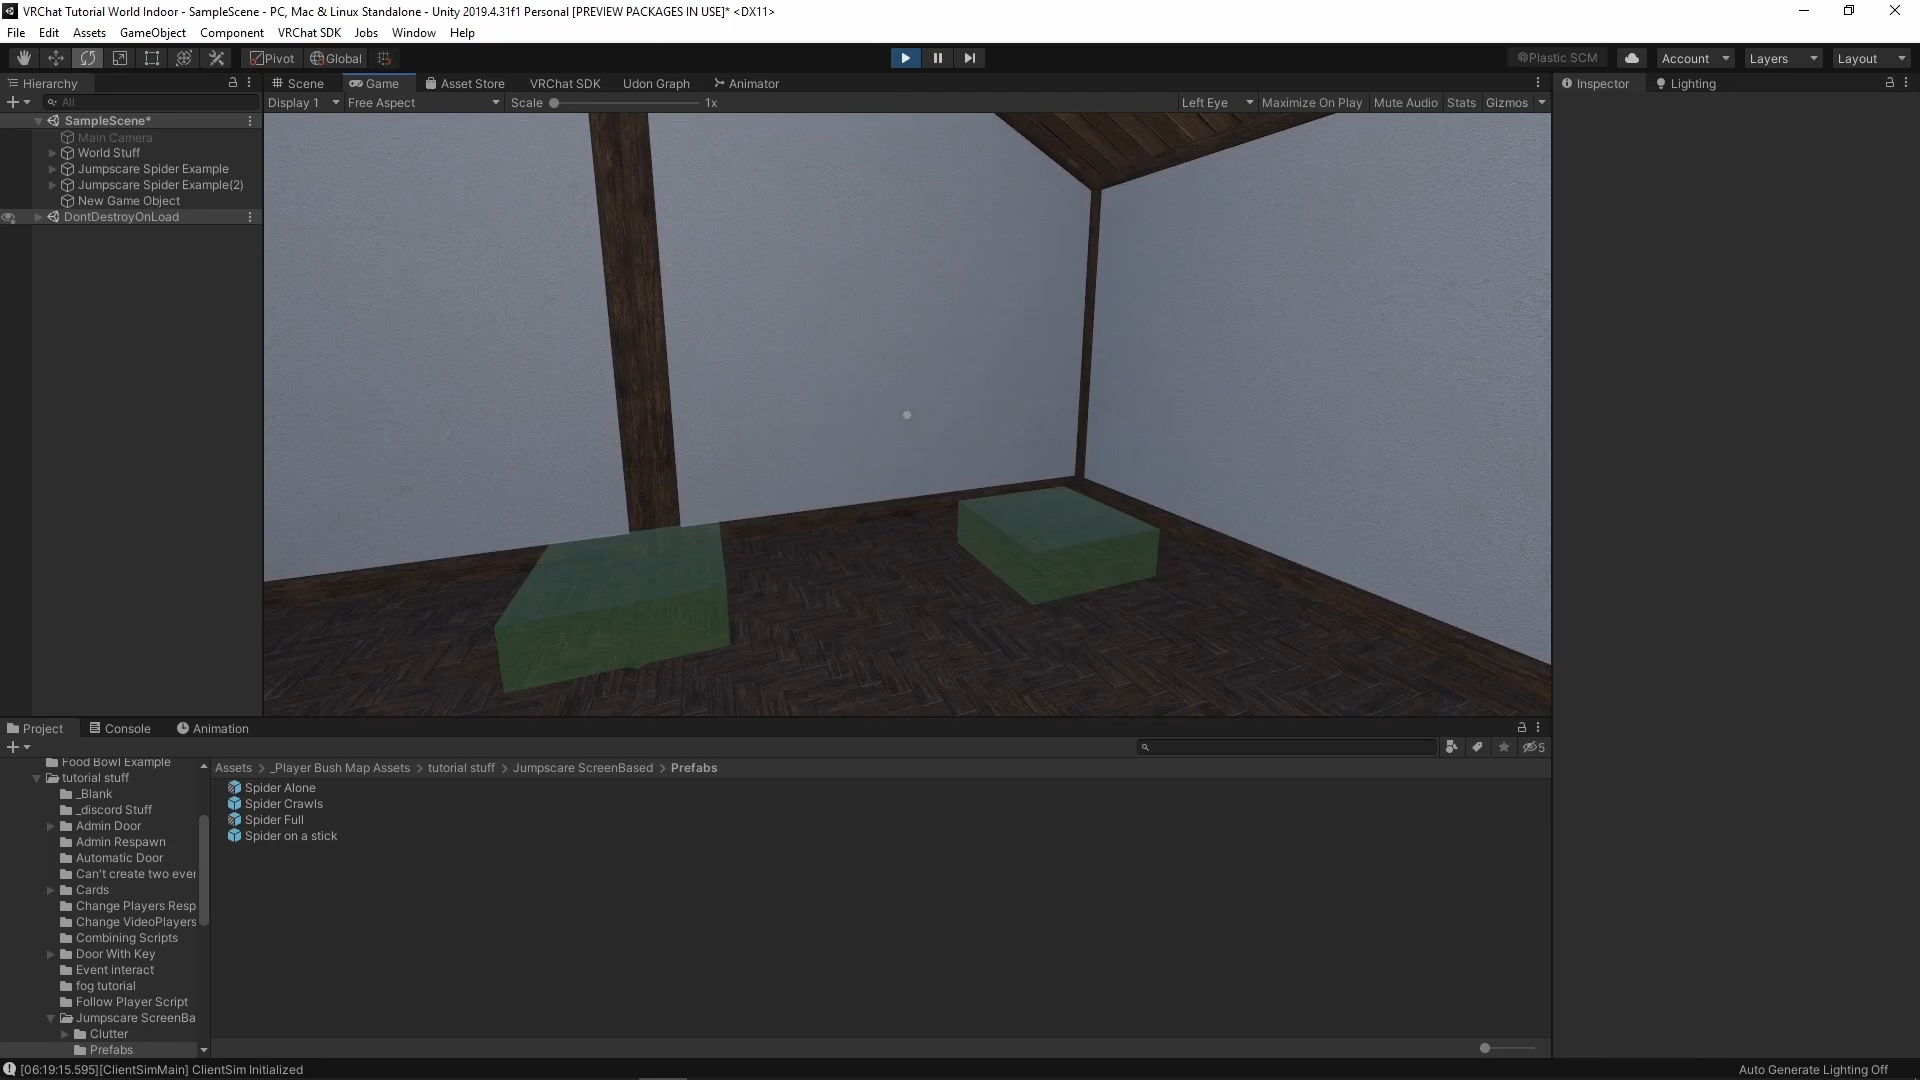 VRChat Tutorial World Indoor - SampleScene - PC, Mac & Linux Standalone - Unity 2019.4.31f1 Personal [PREVIEW PACKAGES IN USE]* <DX11>
File Edit Assets GameObject Component VRChat SDK Jobs Window Help
Pivot Global Plastic SCM Account Layers Layout
Hierarchy Scene Game Asset Store VRChat SDK Udon Graph Animator Inspector Lighting
All Display 1 Free Aspect Scale 1x Left Eye Maximize On Play Mute Audio Stats Gizmos
SampleScene*
Main Camera
World Stuff
Jumpscare Spider Example
Jumpscare Spider Example(2)
New Game Object
DontDestroyOnLoad
Project Console Animation
5
Food Bowl Example
Assets > _Player Bush Map Assets > tutorial stuff > Jumpscare ScreenBased > Prefabs
tutorial stuff
_Blank
_discord Stuff
Admin Door
Admin Respawn
Automatic Door
Can't create two ever
Cards
Change Players Resp
Change VideoPlayers
Combining Scripts
Door With Key
Event interact
fog tutorial
Follow Player Script
Jumpscare ScreenBa
Clutter
Prefabs
Spider Alone
Spider Crawls
Spider Full
Spider on a stick
[06:19:15.595][ClientSimMain] ClientSim Initialized
Auto Generate Lighting Off